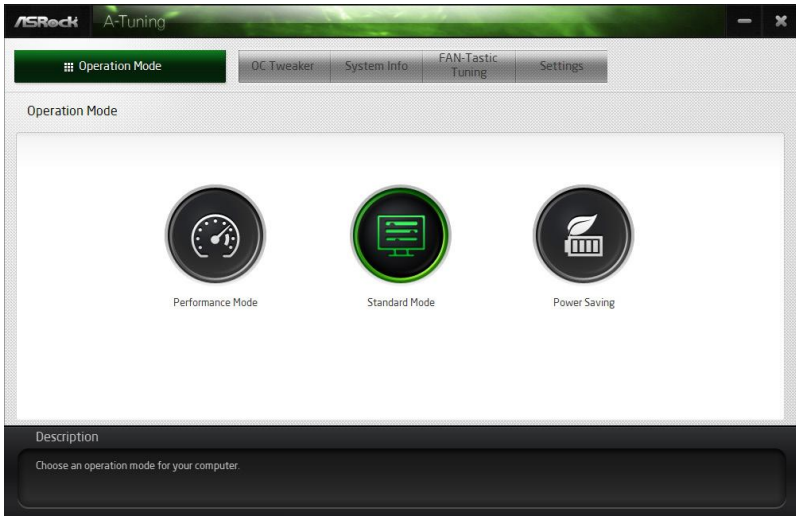 ASRock A-Tuning
Operation Mode OC Tweaker System Info FAN-Tastic Tuning Settings
Operation Mode
Performance Mode Standard Mode Power Saving
Description
Choose an operation mode for your computer.